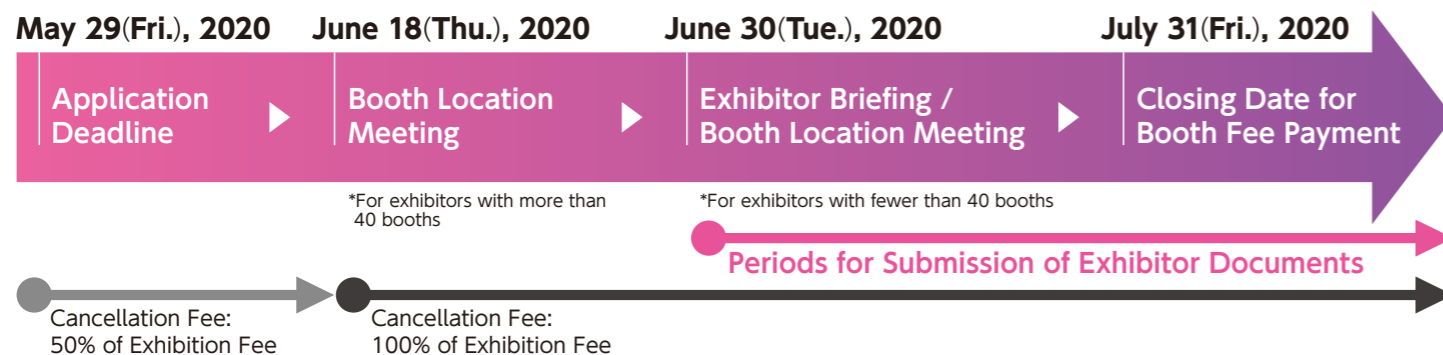 May 29(Fri.), 2020
June 18(Thu.), 2020
June 30(Tue.), 2020
July 31(Fri.), 2020
Application
Deadline
Booth Location
Meeting
Exhibitor Briefing /
Booth Location Meeting
Closing Date for
Booth Fee Payment
*For exhibitors with more than
40 booths
*For exhibitors with fewer than 40 booths
Periods for Submission of Exhibitor Documents
Cancellation Fee:
50% of Exhibition Fee
Cancellation Fee:
100% of Exhibition Fee